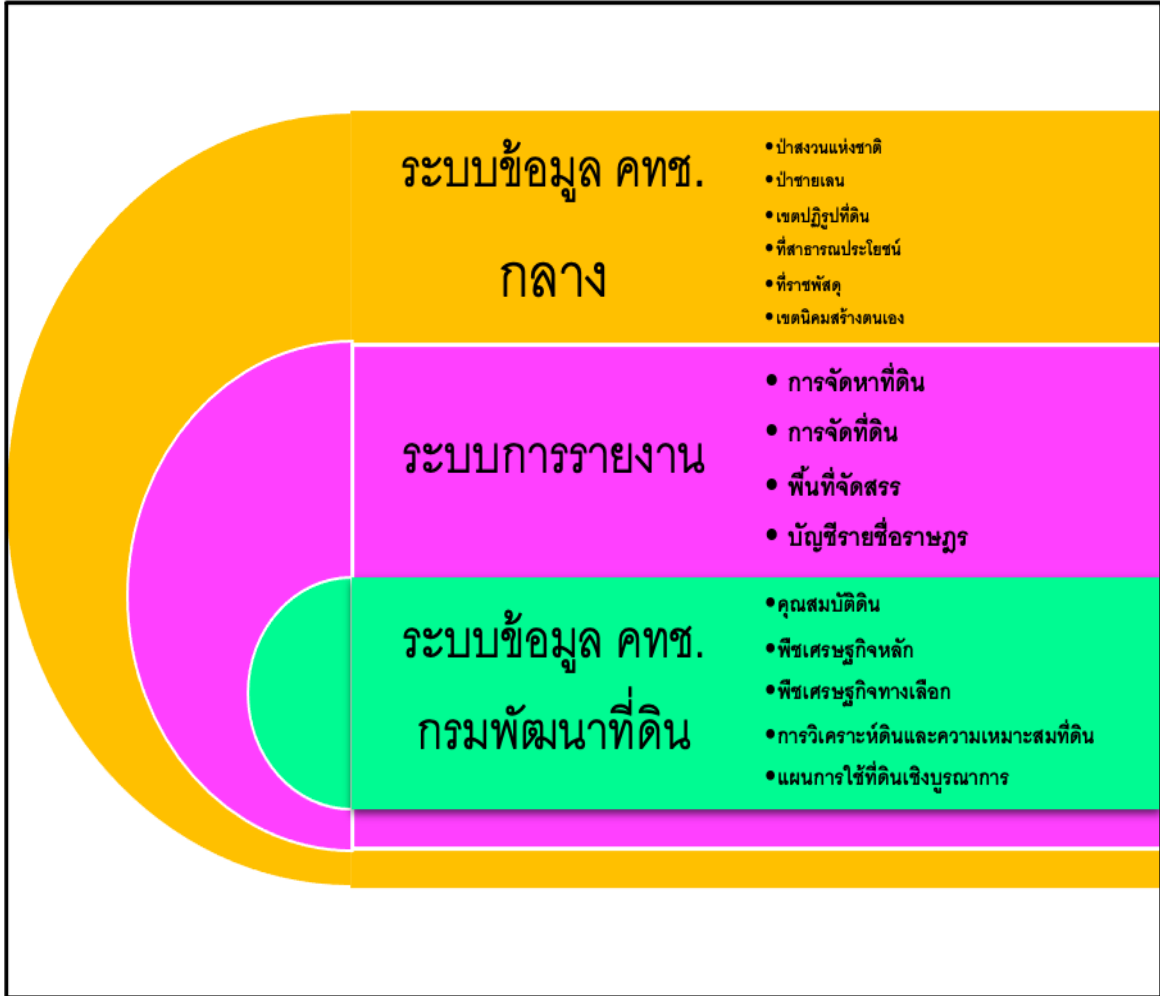 ระบบข้อมูล คทช.
กลาง
•ป่าสงวนแห่งชาติ
•ป่าชายเลน
•เขตปฏิรูปที่ดิน
•ที่สาธารณประโยชน์
•ที่ราชพัสดุ
•เขตนิคมสร้างตนเอง
ระบบการรายงาน
• การจัดหาที่ดิน
• การจัดที่ดิน
• พื้นที่จัดสรร
• บัญชีรายชื่อราษฎร
ระบบข้อมูล คทช.
กรมพัฒนาที่ดิน
•คุณสมบัติดิน
•พืชเศรษฐกิจหลัก
•พืชเศรษฐกิจทางเลือก
•การวิเคราะห์ดินและความเหมาะสมที่ดิน
•แผนการใช้ที่ดินเชิงบูรณาการ